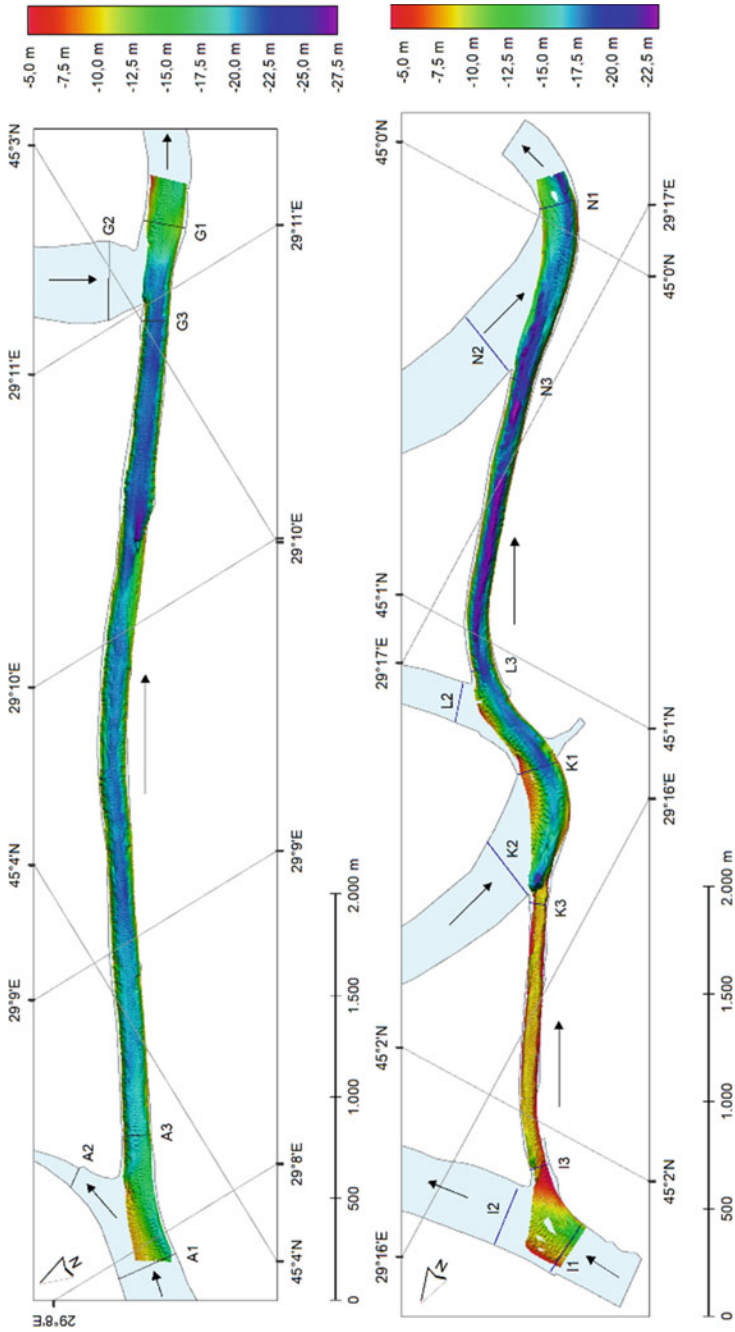 -5,0 m
-7,5 m
-10,0 m
-12,5 m
-15,0 m
-17,5 m
-20,0 m
-22,5 m
-25,0 m
-27,5 m
45°3'N
29°11'E
29°11'E
29°10'E
29°10'E
45°4'N
29°9'E
29°9'E
29°8'E
45°4'N
29°8'E
G2
G1
G3
A2
A3
A1
N
0
500
1.000
1.500
2.000 m
-5,0 m
-7,5 m
-10,0 m
-12,5 m
-15,0 m
-17,5 m
-20,0 m
-22,5 m
45°0'N
29°17'E
45°0'N
45°1'N
29°17'E
45°1'N
29°16'E
45°2'N
45°2'N
29°16'E
N1
N2
N3
L3
L2
K1
K2
K3
I3
I2
I1
N
0
500
1.000
1.500
2.000 m